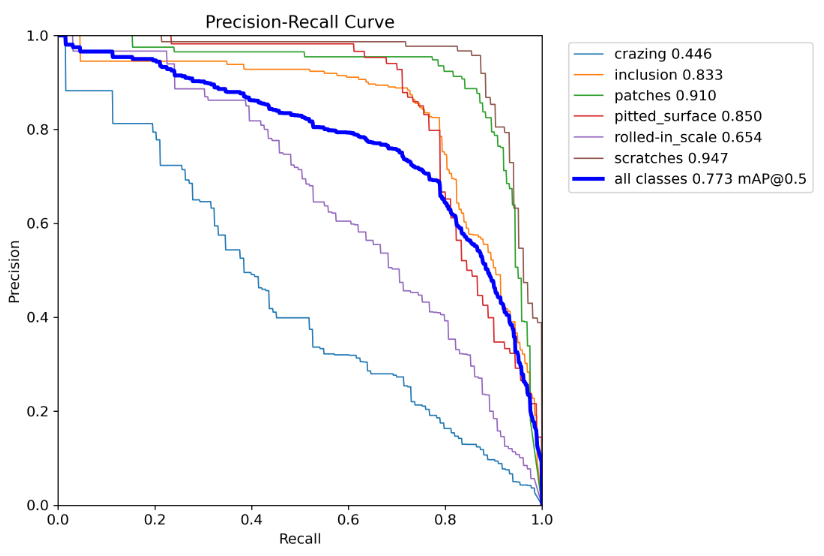 Precision-Recall Curve
1.0
0.8
0.6
0.4
0.2
0.0
Precision
0.0 0.2 0.4 0.6 0.8 1.0
Recall
crazing 0.446
inclusion 0.833
patches 0.910
pitted_surface 0.850
rolled-in_scale 0.654
scratches 0.947
all classes 0.773 mAP@0.5